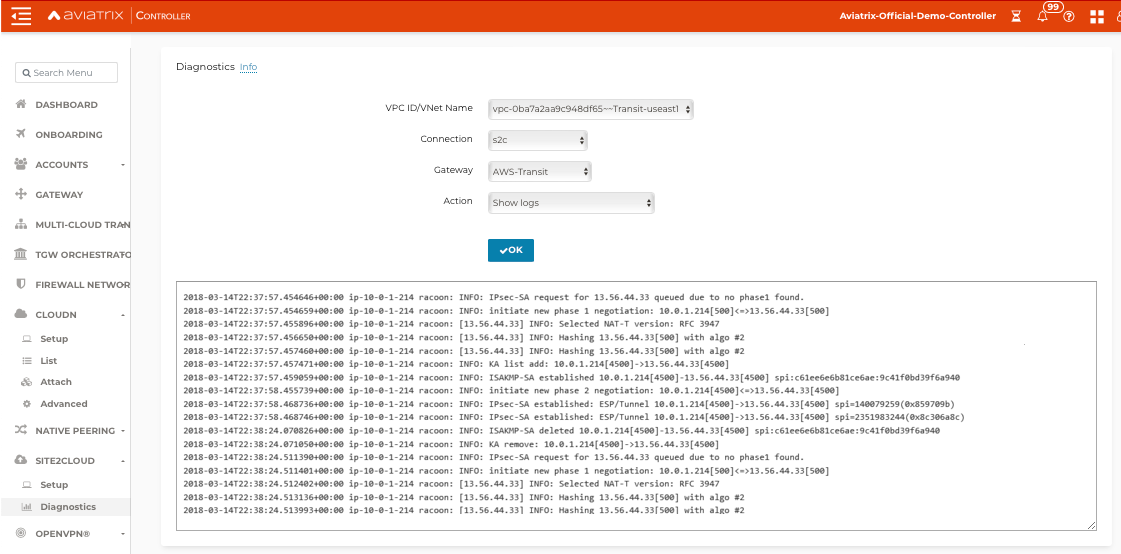 AVIATRIX CONTROLLER Aviatrix-Official-Demo-Controller 99
Search Menu
DASHBOARD
ONBOARDING
ACCOUNTS
GATEWAY
MULTI-CLOUD TRAN
TGW ORCHESTRATO
FIREWALL NETWOR
CLOUDN
Setup
List
Attach
Advanced
NATIVE PEERING
SITE2CLOUD
Setup
Diagnostics
OPENVPN®
Diagnostics Info
VPC ID/VNet Name vpc-0ba7a2aa9c948df65~~Transit-useast1
Connection s2c
Gateway AWS-Transit
Action Show logs
OK
2018-03-14T22:37:57.454646+00:00 ip-10-0-1-214 racoon: INFO: IPsec-SA request for 13.56.44.33 queued due to no phase1 found.
2018-03-14T22:37:57.454659+00:00 ip-10-0-1-214 racoon: INFO: initiate new phase 1 negotiation: 10.0.1.214[500]<=>13.56.44.33[500]
2018-03-14T22:37:57.455896+00:00 ip-10-0-1-214 racoon: [13.56.44.33] INFO: Selected NAT-T version: RFC 3947
2018-03-14T22:37:57.456650+00:00 ip-10-0-1-214 racoon: [13.56.44.33] INFO: Hashing 13.56.44.33[500] with algo #2
2018-03-14T22:37:57.457460+00:00 ip-10-0-1-214 racoon: [13.56.44.33] INFO: Hashing 13.56.44.33[500] with algo #2
2018-03-14T22:37:57.457471+00:00 ip-10-0-1-214 racoon: INFO: KA list add: 10.0.1.214[4500]->13.56.44.33[4500]
2018-03-14T22:37:57.459059+00:00 ip-10-0-1-214 racoon: INFO: ISAKMP-SA established 10.0.1.214[4500]-13.56.44.33[4500] spi:c61ee6e6b81ce6ae:9c41f0bd39f6a940
2018-03-14T22:37:58.455739+00:00 ip-10-0-1-214 racoon: INFO: initiate new phase 2 negotiation: 10.0.1.214[4500]<=>13.56.44.33[4500]
2018-03-14T22:37:58.468736+00:00 ip-10-0-1-214 racoon: INFO: IPsec-SA established: ESP/Tunnel 10.0.1.214[4500]->13.56.44.33[4500] spi=140079259(0x859709b)
2018-03-14T22:37:58.468746+00:00 ip-10-0-1-214 racoon: INFO: IPsec-SA established: ESP/Tunnel 10.0.1.214[4500]->13.56.44.33[4500] spi=2351983244(0x8c306a8c)
2018-03-14T22:38:24.070826+00:00 ip-10-0-1-214 racoon: INFO: ISAKMP-SA deleted 10.0.1.214[4500]-13.56.44.33[4500] spi:c61ee6e6b81ce6ae:9c41f0bd39f6a940
2018-03-14T22:38:24.071050+00:00 ip-10-0-1-214 racoon: INFO: KA remove: 10.0.1.214[4500]->13.56.44.33[4500]
2018-03-14T22:38:24.511390+00:00 ip-10-0-1-214 racoon: INFO: IPsec-SA request for 13.56.44.33 queued due to no phase1 found.
2018-03-14T22:38:24.511401+00:00 ip-10-0-1-214 racoon: INFO: initiate new phase 1 negotiation: 10.0.1.214[500]<=>13.56.44.33[500]
2018-03-14T22:38:24.512402+00:00 ip-10-0-1-214 racoon: [13.56.44.33] INFO: Selected NAT-T version: RFC 3947
2018-03-14T22:38:24.513136+00:00 ip-10-0-1-214 racoon: [13.56.44.33] INFO: Hashing 13.56.44.33[500] with algo #2
2018-03-14T22:38:24.513993+00:00 ip-10-0-1-214 racoon: [13.56.44.33] INFO: Hashing 13.56.44.33[500] with algo #2